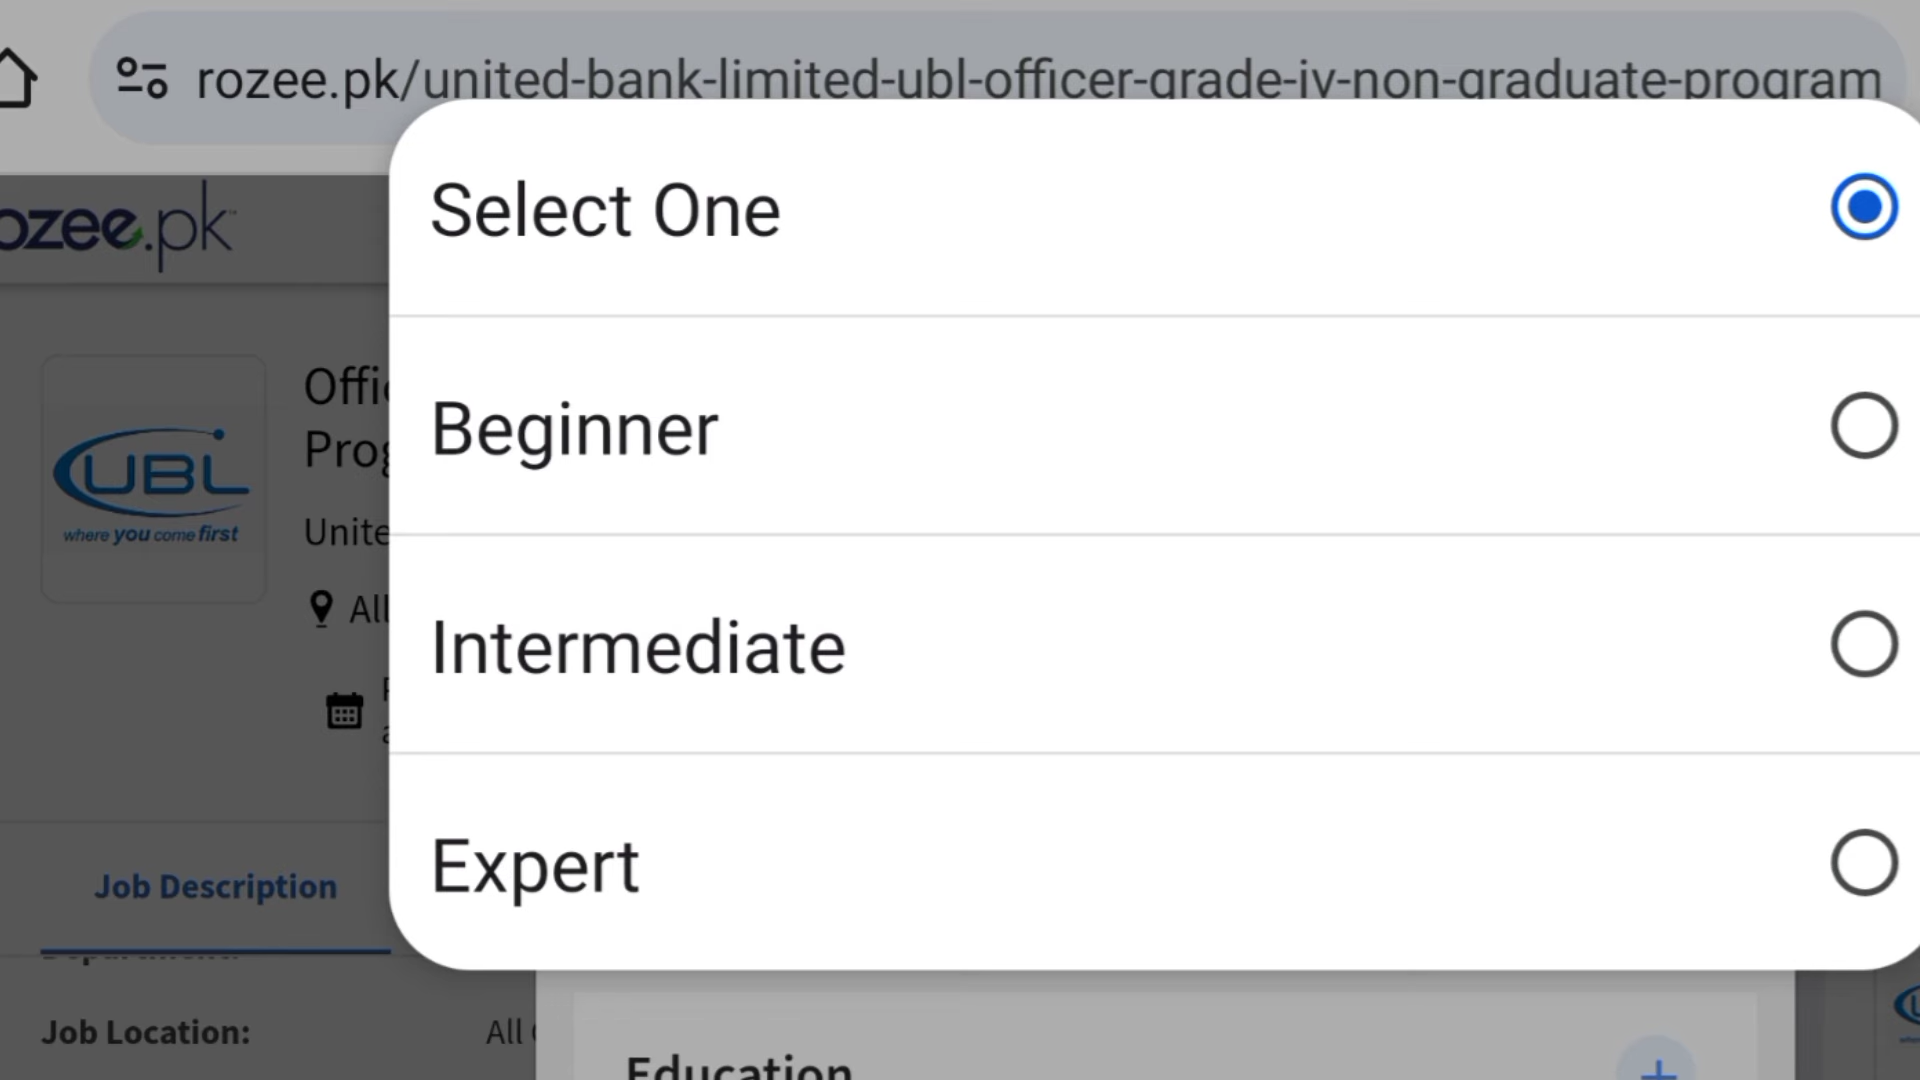 rozee.pk/united-bank-limited-ubl-officer-grade-iv-non-graduate-program
ozee.pk
Select One
Beginner
Intermediate
Expert
UBL
where you come first
Job Description
Job Location:
All
Education